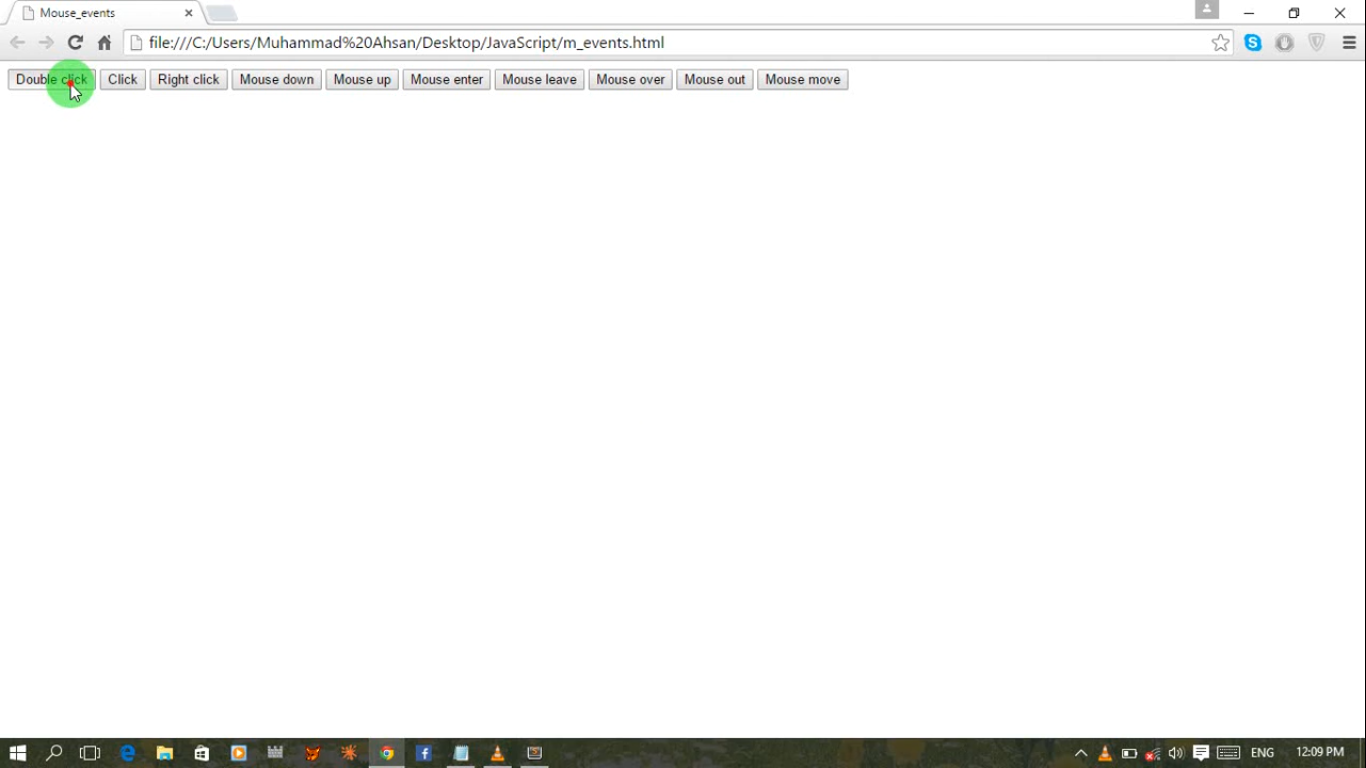 Mouse_events
file:///C:/Users/Muhammad%20Ahsan/Desktop/JavaScript/m_events.html
Double click Click Right click Mouse down Mouse up Mouse enter Mouse leave Mouse over Mouse out Mouse move
ENG 12:09 PM